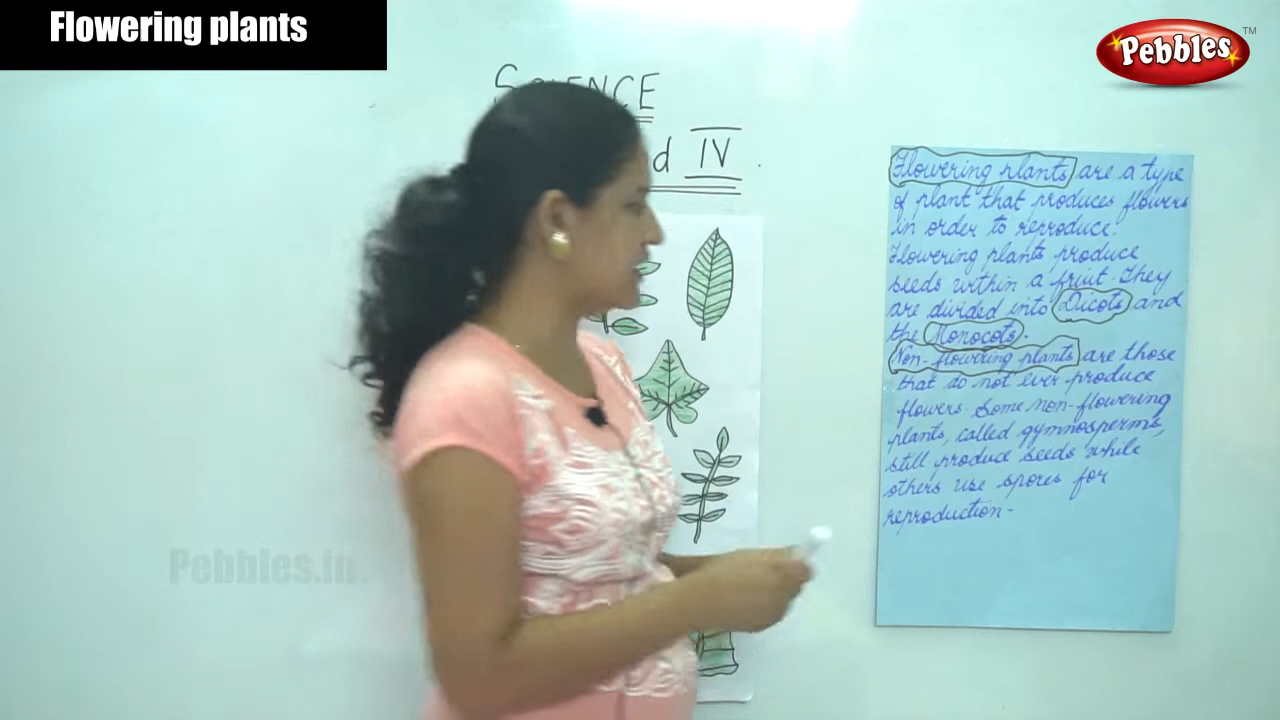 Flowering plants
Pebbles
TM
SCIENCE
IV
Flowering plants are a type
of plant that produces flowers
in order to reproduce.
Flowering plants produce
seeds within a fruit. They
are divided into Dicots and
the Monocots.
Non-flowering plants are those
that do not ever produce
flowers. Some non-flowering
plants, called gymnosperms,
still produce seeds while
others use spores for
reproduction.
Pebbles.in